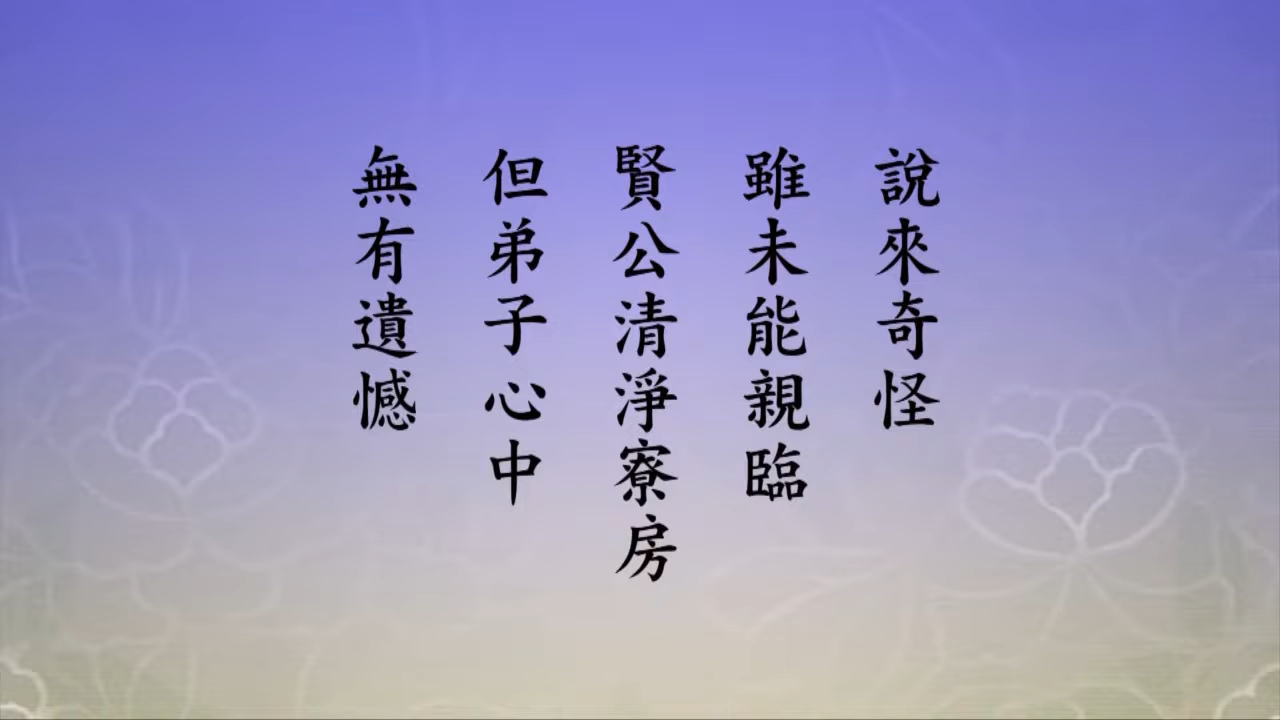 說來奇怪
雖未能親臨
賢公清淨寮房
但弟子心中
無有遺憾